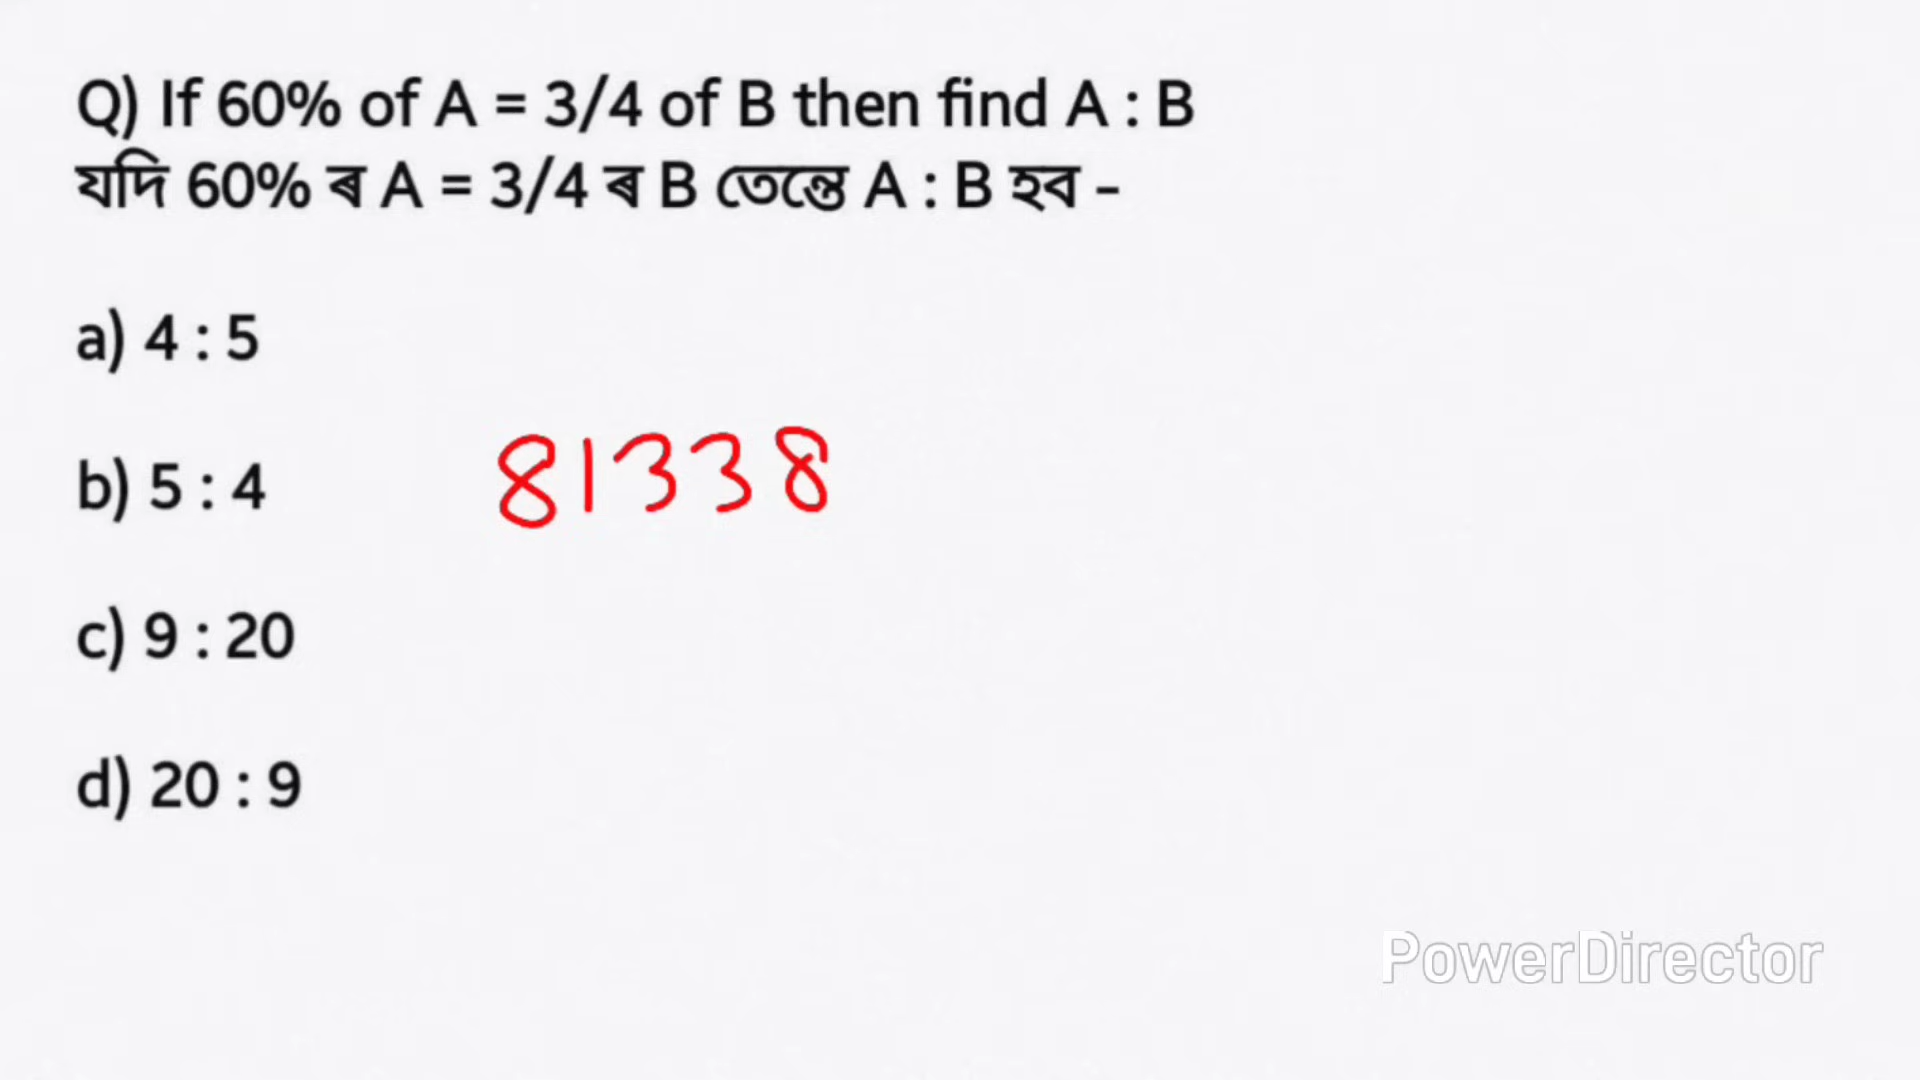 Q) If 60% of A = 3/4 of B then find A : B
যদি 60% ৰ A = 3/4 ৰ B তেন্তে A : B হব -
a) 4 : 5
b) 5 : 4
81338
c) 9 : 20
d) 20 : 9
PowerDirector